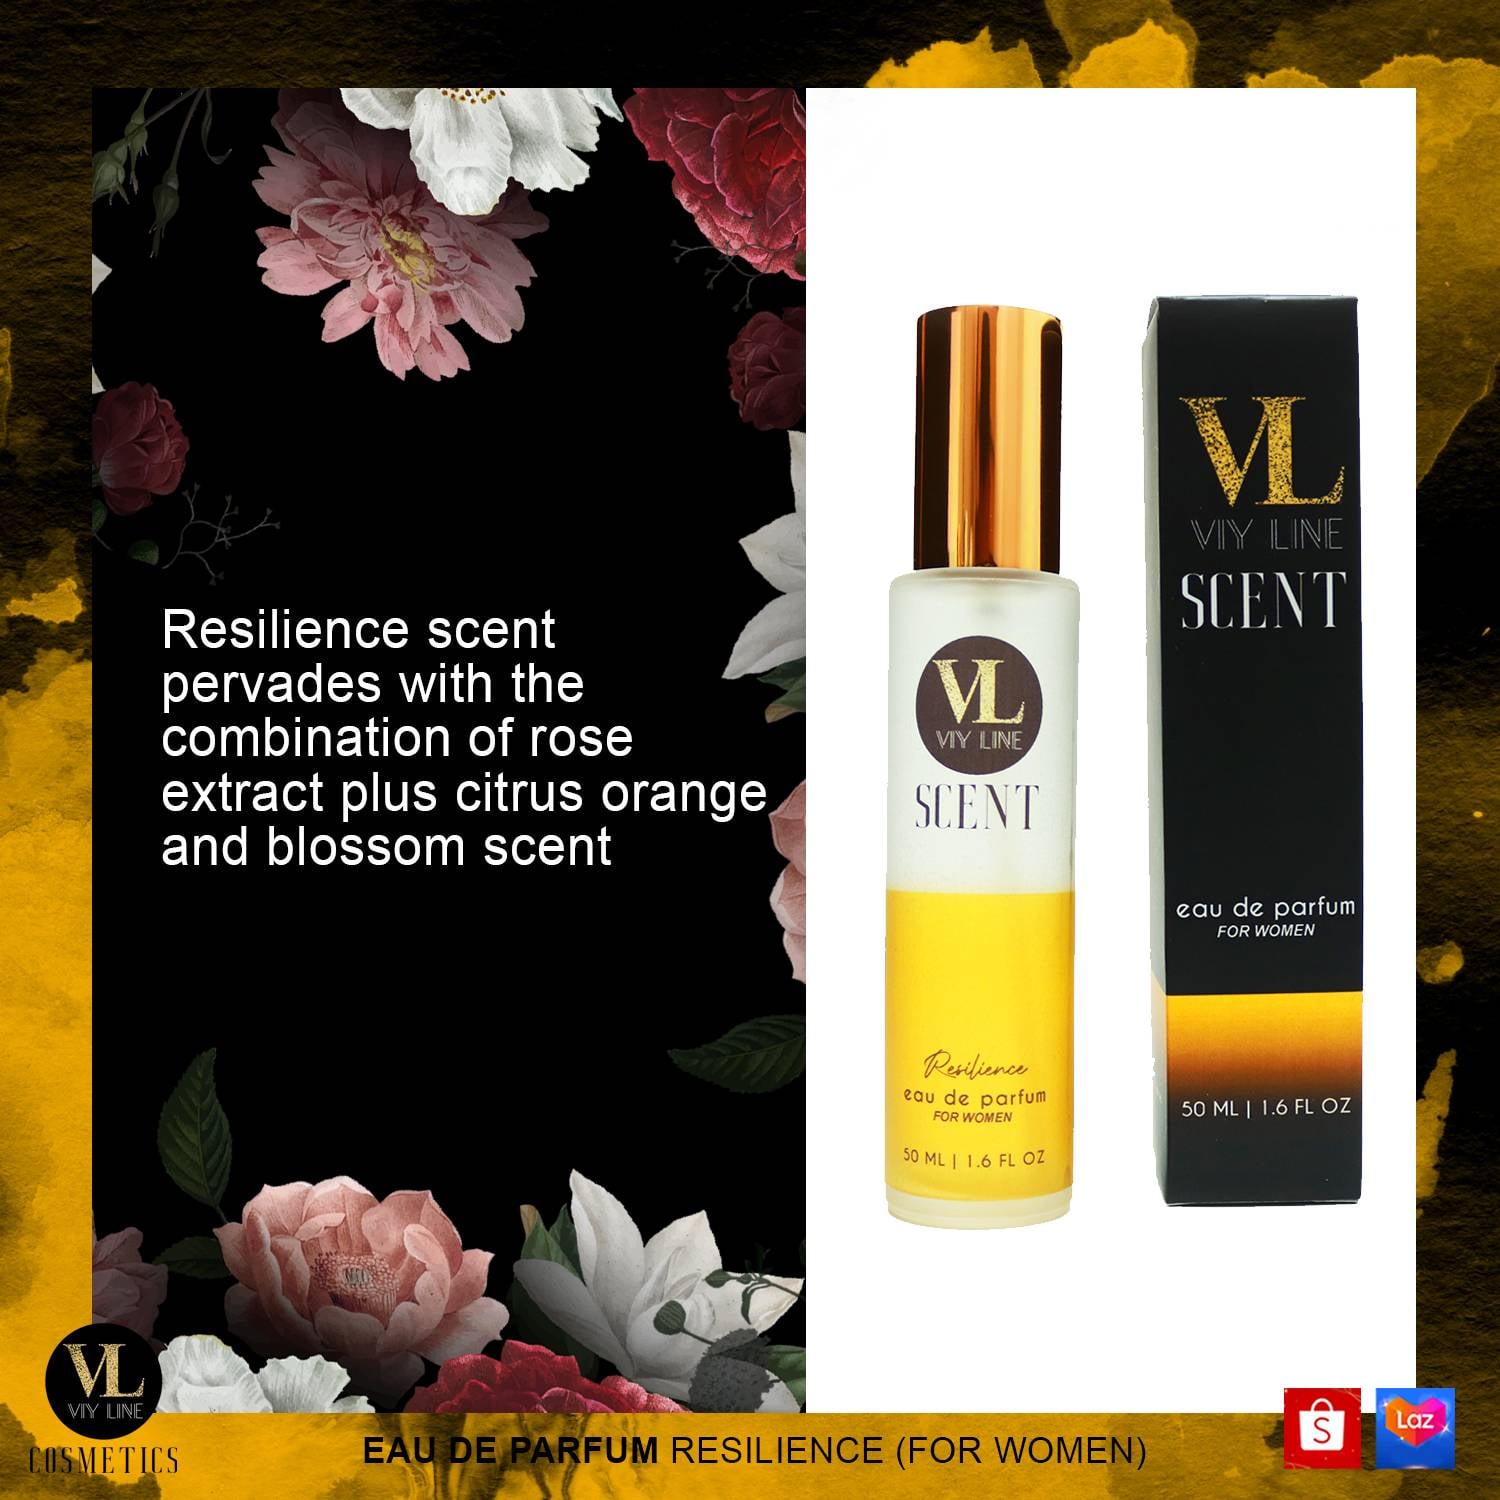 Resilience scent
pervades with the
combination of rose
extract plus citrus orange
and blossom scent
VL
VIY LINE
SCENT
Resilience
eau de parfum
FOR WOMEN
50 ML | 1.6 FL OZ
VL
VIY LINE
SCENT
eau de parfum
FOR WOMEN
50 ML | 1.6 FL OZ
VL
VIY LINE
COSMETICS
EAU DE PARFUM RESILIENCE (FOR WOMEN)
S
Laz